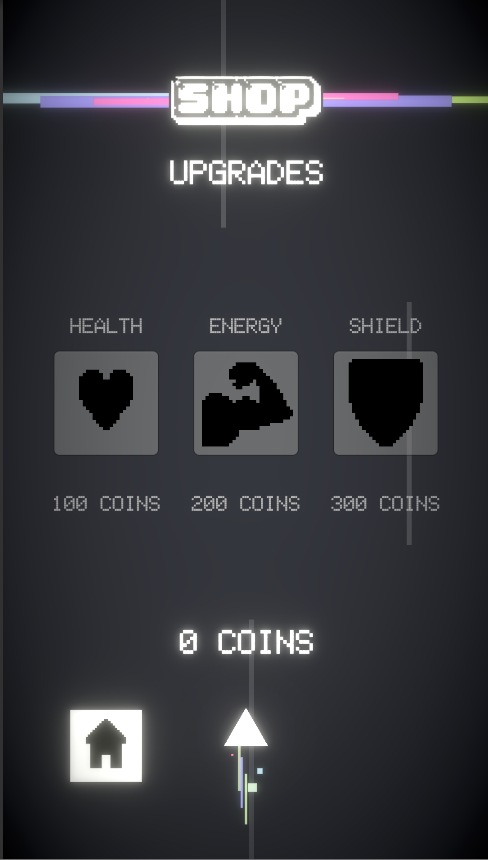 SHOP
UPGRADES
HEALTH ENERGY SHIELD
100 COINS 200 COINS 300 COINS
0 COINS